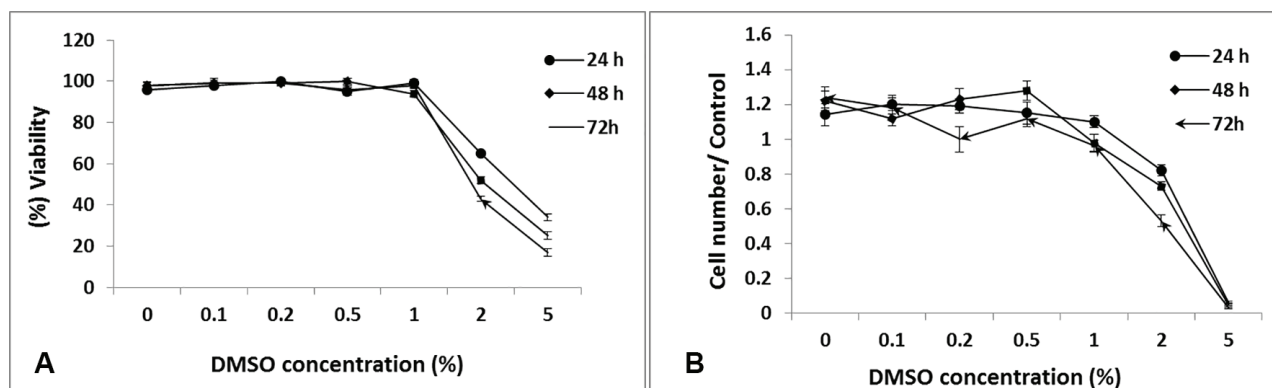 120
100
80
60
40
20
0
(%) Viability
0 0.1 0.2 0.5 1 2 5
DMSO concentration (%)
24 h
48 h
72h
A
1.6
1.4
1.2
1
0.8
0.6
0.4
0.2
0
Cell number/ Control
0 0.1 0.2 0.5 1 2 5
DMSO concentration (%)
24 h
48 h
72h
B